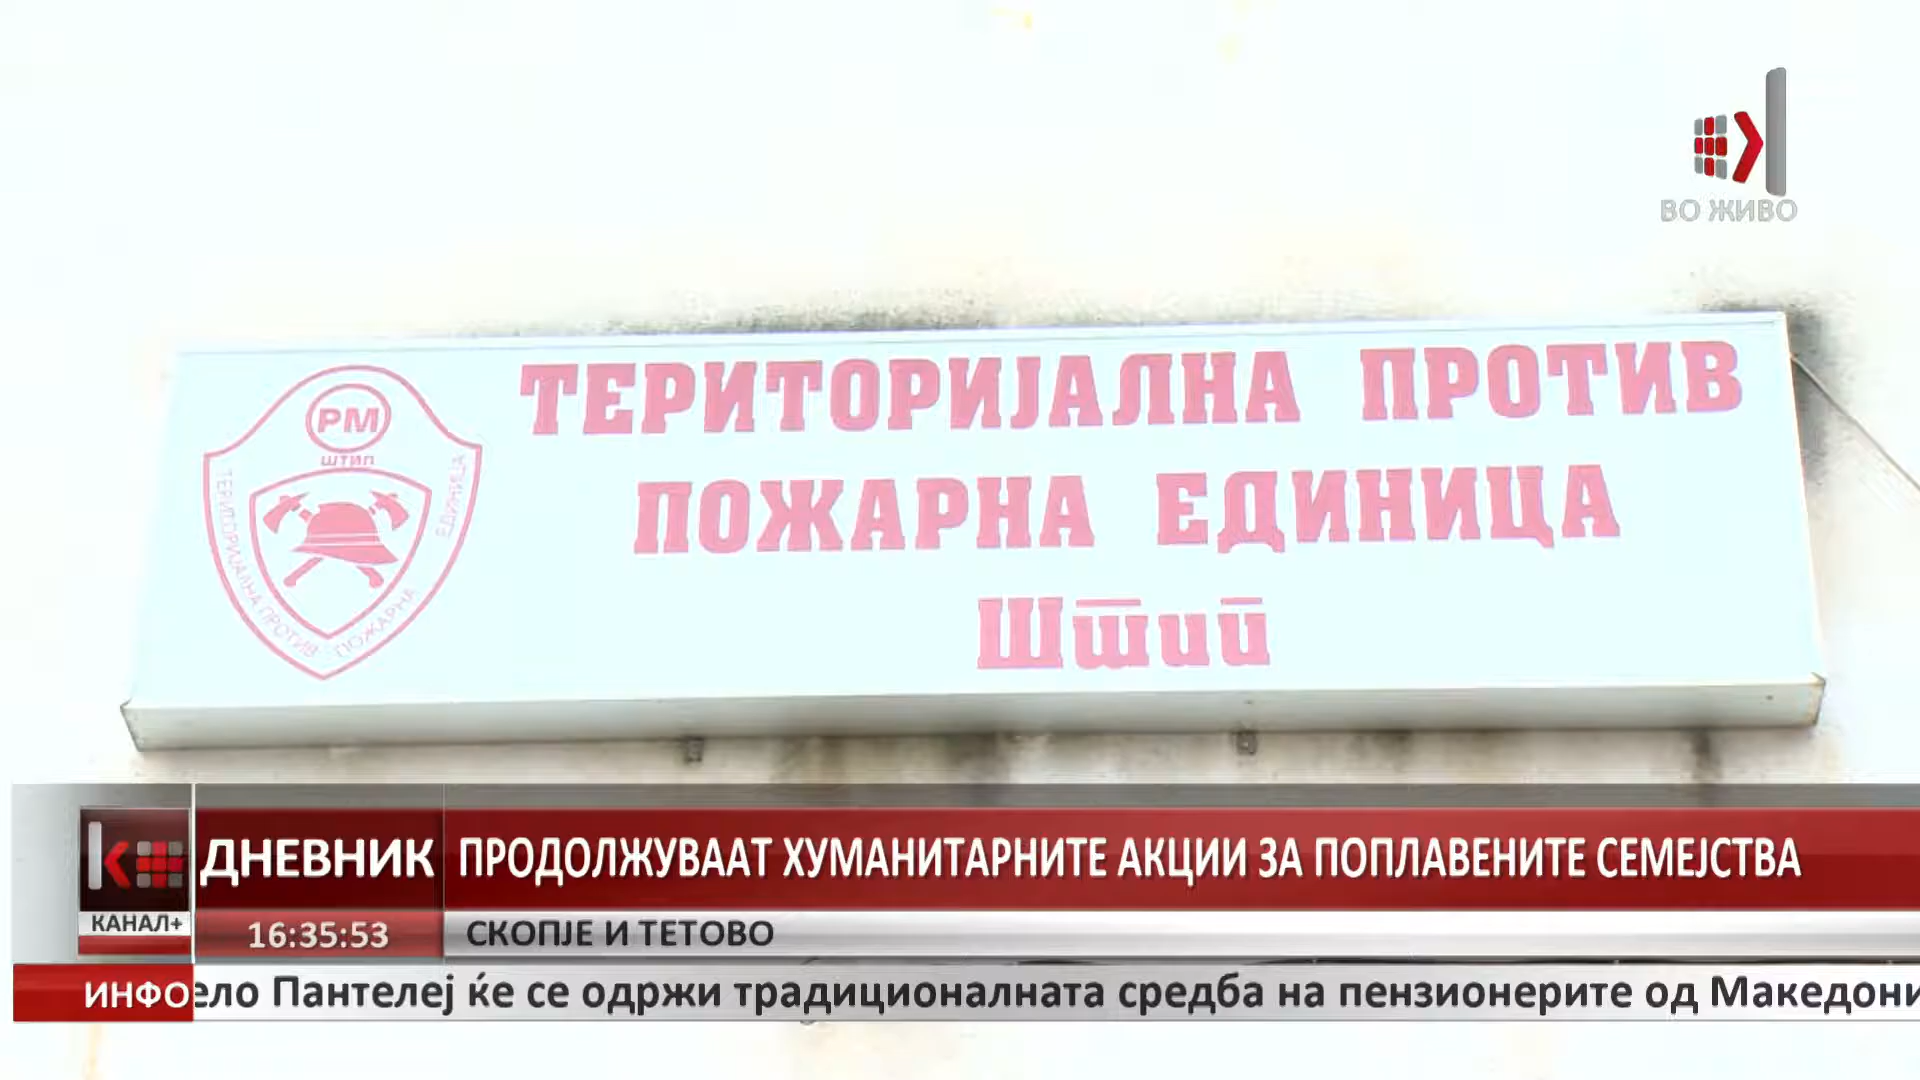 ВО ЖИВО
ТЕРИТОРИЈАЛНА ПРОТИВ
ПОЖАРНА ЕДИНИЦА
Штип
РМ
ШТИП
ТЕРИТОРИЈАЛНА ПРОТИВ ПОЖАРНА ЕДИНИЦА
ДНЕВНИК
ПРОДОЛЖУВААТ ХУМАНИТАРНИТЕ АКЦИИ ЗА ПОПЛАВЕНИТЕ СЕМЕЈСТВА
КАНАЛ+
16:35:53
СКОПЈЕ И ТЕТОВО
ИНФО
ело Пантелеј ќе се одржи традиционалната средба на пензионерите од Македони